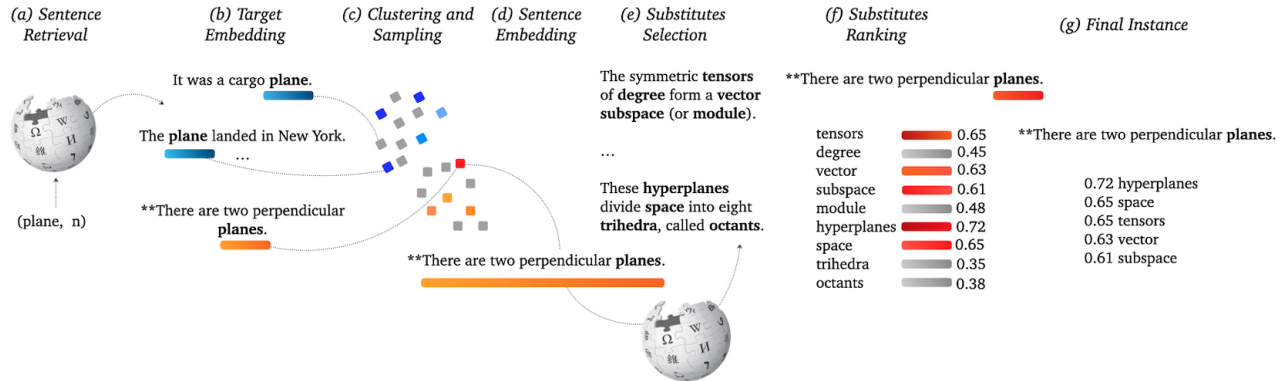 (a) Sentence
Retrieval
(b) Target
Embedding
(c) Clustering and
Sampling
(d) Sentence
Embedding
(e) Substitutes
Selection
(f) Substitutes
Ranking
(g) Final Instance
(plane, n)
It was a cargo plane.
The plane landed in New York.
...
**There are two perpendicular
planes.
**There are two perpendicular planes.
The symmetric tensors
of degree form a vector
subspace (or module).
...
These hyperplanes
divide space into eight
trihedra, called octants.
**There are two perpendicular planes.
tensors 0.65
degree 0.45
vector 0.63
subspace 0.61
module 0.48
hyperplanes 0.72
space 0.65
trihedra 0.35
octants 0.38
**There are two perpendicular planes.
0.72 hyperplanes
0.65 space
0.65 tensors
0.63 vector
0.61 subspace